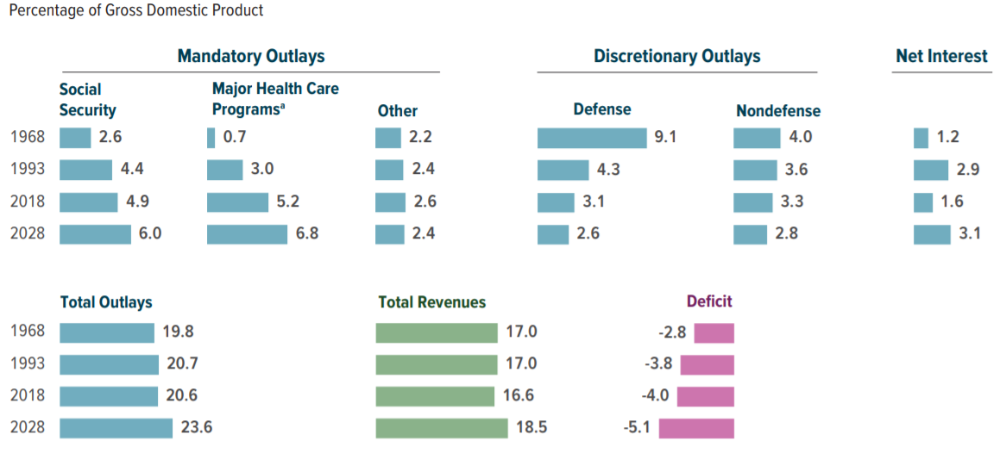 Percentage of Gross Domestic Product
Mandatory Outlays Discretionary Outlays Net Interest
Social Security Major Health Care Programsᵃ Other Defense Nondefense
1968 2.6 0.7 2.2 9.1 4.0 1.2
1993 4.4 3.0 2.4 4.3 3.6 2.9
2018 4.9 5.2 2.6 3.1 3.3 1.6
2028 6.0 6.8 2.4 2.6 2.8 3.1
Total Outlays Total Revenues Deficit
1968 19.8 17.0 -2.8
1993 20.7 17.0 -3.8
2018 20.6 16.6 -4.0
2028 23.6 18.5 -5.1